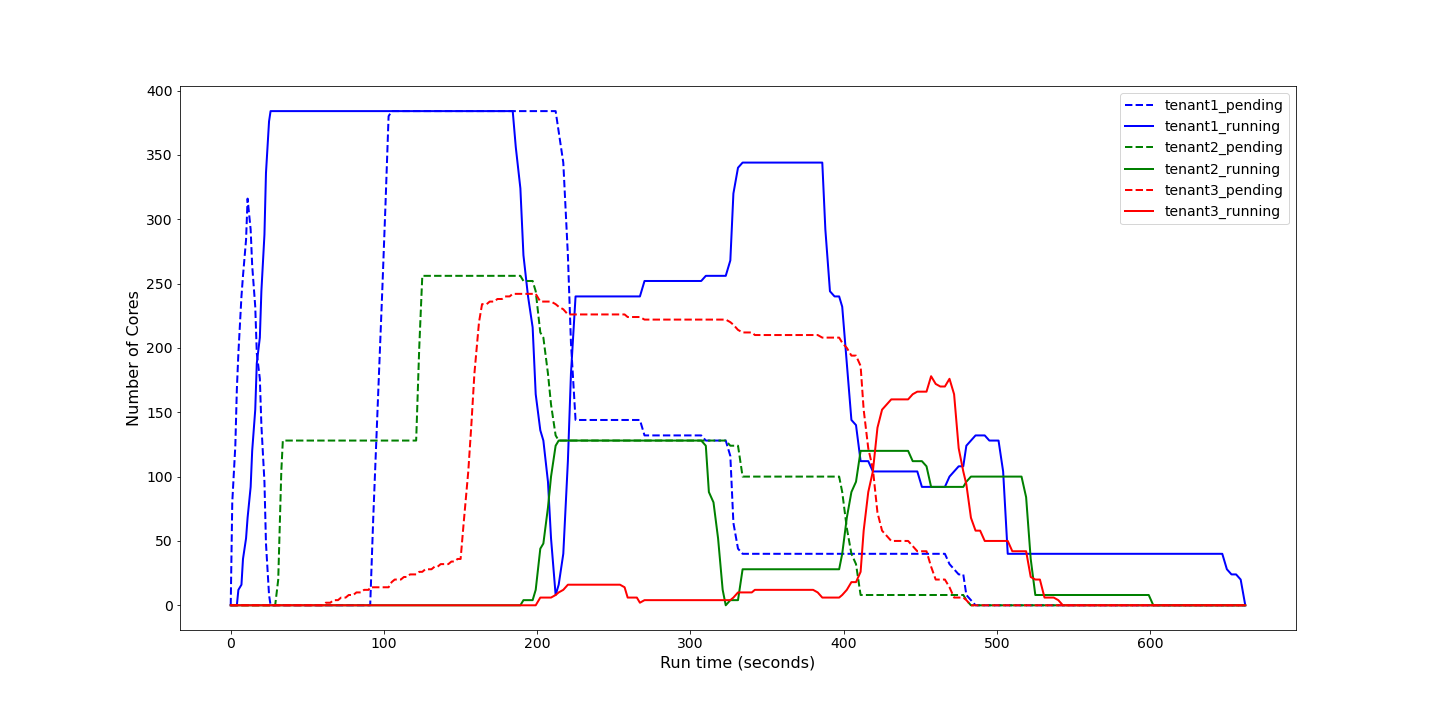 400
350
300
250
200
150
100
50
0
Number of Cores
0 100 200 300 400 500 600
Run time (seconds)
tenant1_pending
tenant1_running
tenant2_pending
tenant2_running
tenant3_pending
tenant3_running